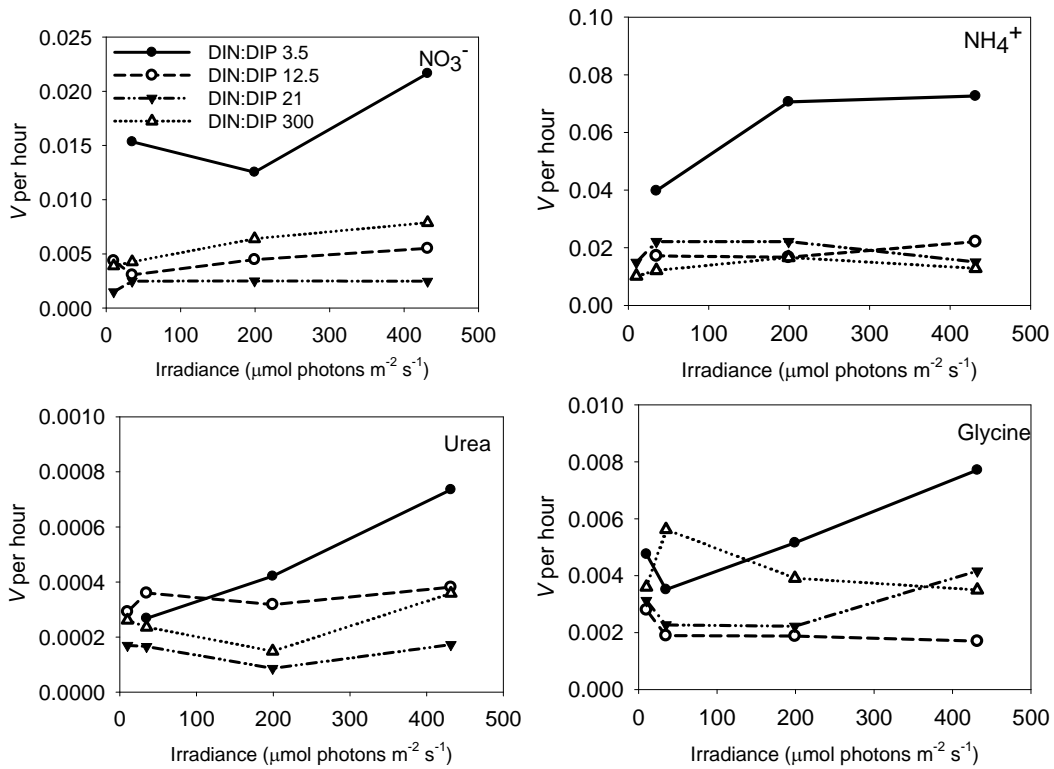 NO₃⁻
0.025
0.020
0.015
0.010
0.005
0.000
V per hour
DIN:DIP 3.5
DIN:DIP 12.5
DIN:DIP 21
DIN:DIP 300
0 100 200 300 400 500
Irradiance (μmol photons m⁻² s⁻¹)
NH₄⁺
0.10
0.08
0.06
0.04
0.02
0.00
V per hour
0 100 200 300 400 500
Irradiance (μmol photons m⁻² s⁻¹)
Urea
0.0010
0.0008
0.0006
0.0004
0.0002
0.0000
V per hour
0 100 200 300 400 500
Irradiance (μmol photons m⁻² s⁻¹)
Glycine
0.010
0.008
0.006
0.004
0.002
0.000
V per hour
0 100 200 300 400 500
Irradiance (μmol photons m⁻² s⁻¹)